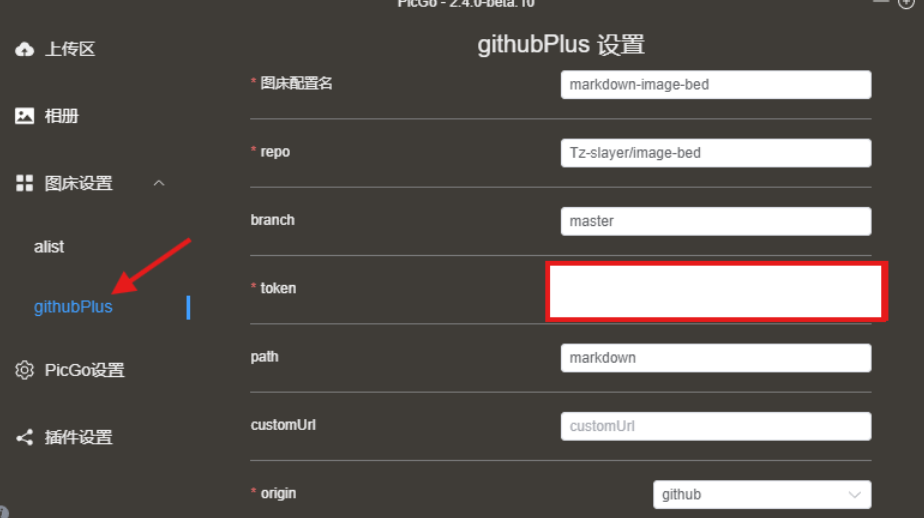 PicGo - 2.4.0-beta.10
上传区
相册
图床设置
alist
githubPlus
PicGo设置
插件设置
githubPlus 设置
* 图床配置名
markdown-image-bed
* repo
Tz-slayer/image-bed
branch
master
* token
path
markdown
customUrl
customUrl
* origin
github